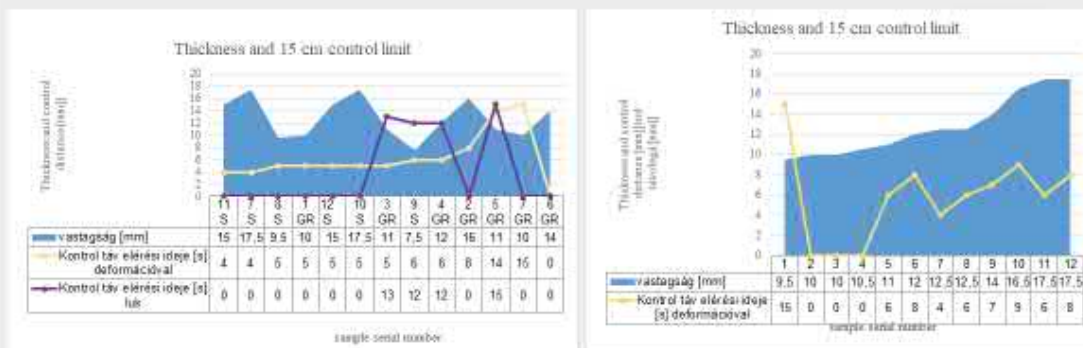 Thickness and 15 cm control limit
Thickness and control
distance [mm]
20
18
16
14
12
10
8
6
4
2
0
11 7 8 1 12 10 3 9 4 2 5 7 6
S S S GR S S GR S GR GR GR GR GR
vastagság [mm] 15 17,5 9,5 10 15 17,5 11 7,5 12 16 11 10 14
Kontrol táv elérési ideje [s] deformációval 4 4 5 5 5 5 5 6 6 8 14 15 0
Kontrol táv elérési ideje [s] luk 0 0 0 0 0 0 13 12 12 0 15 0 0
sample serial number
Thickness and 15 cm control limit
Thickness and control
distance [mm]
20
18
16
14
12
10
8
6
4
2
0
1 2 3 4 5 6 7 8 9 10 11 12
vastagság [mm] 9,5 10 10 10,5 11 12 12,5 12,5 14 16,5 17,5 17,5
Kontrol táv elérési ideje [s] deformációval 15 0 0 0 6 8 4 6 7 9 6 8
sample serial number